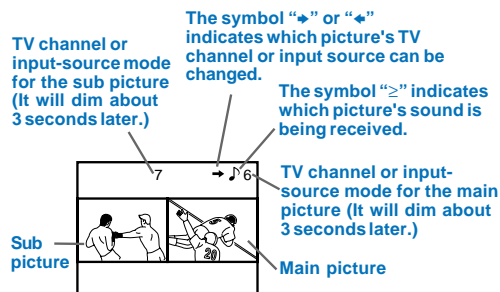 The symbol “➜” or “←”
indicates which picture's TV
channel or input source can be
changed.
TV channel or
input-source mode
for the sub picture
(It will dim about
3 seconds later.)
The symbol “≥” indicates
which picture's sound is
being received.
7 ➜ ♪ 6
TV channel or input-
source mode for the main
picture (It will dim about
3 seconds later.)
20
Sub
picture
Main picture